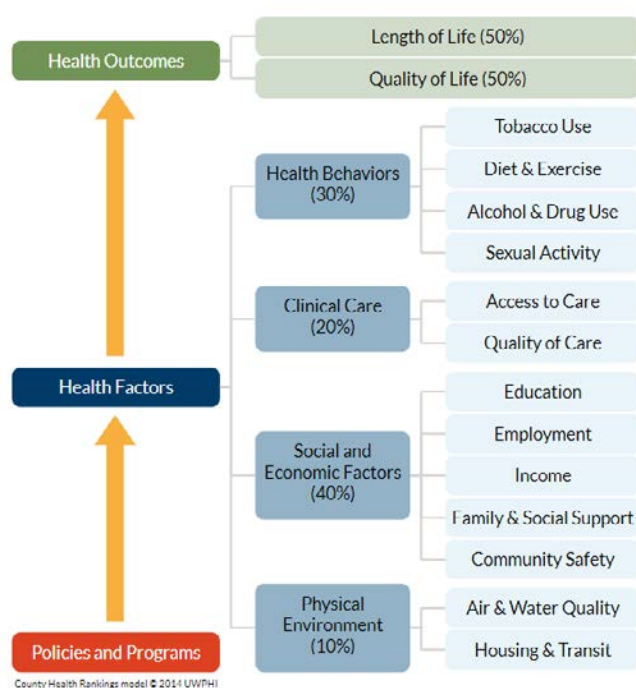 Health Outcomes
Length of Life (50%)
Quality of Life (50%)
Health Behaviors
(30%)
Tobacco Use
Diet & Exercise
Alcohol & Drug Use
Sexual Activity
Clinical Care
(20%)
Access to Care
Quality of Care
Health Factors
Social and
Economic Factors
(40%)
Education
Employment
Income
Family & Social Support
Community Safety
Physical
Environment
(10%)
Air & Water Quality
Housing & Transit
Policies and Programs
County Health Rankings model © 2014 UWPHI